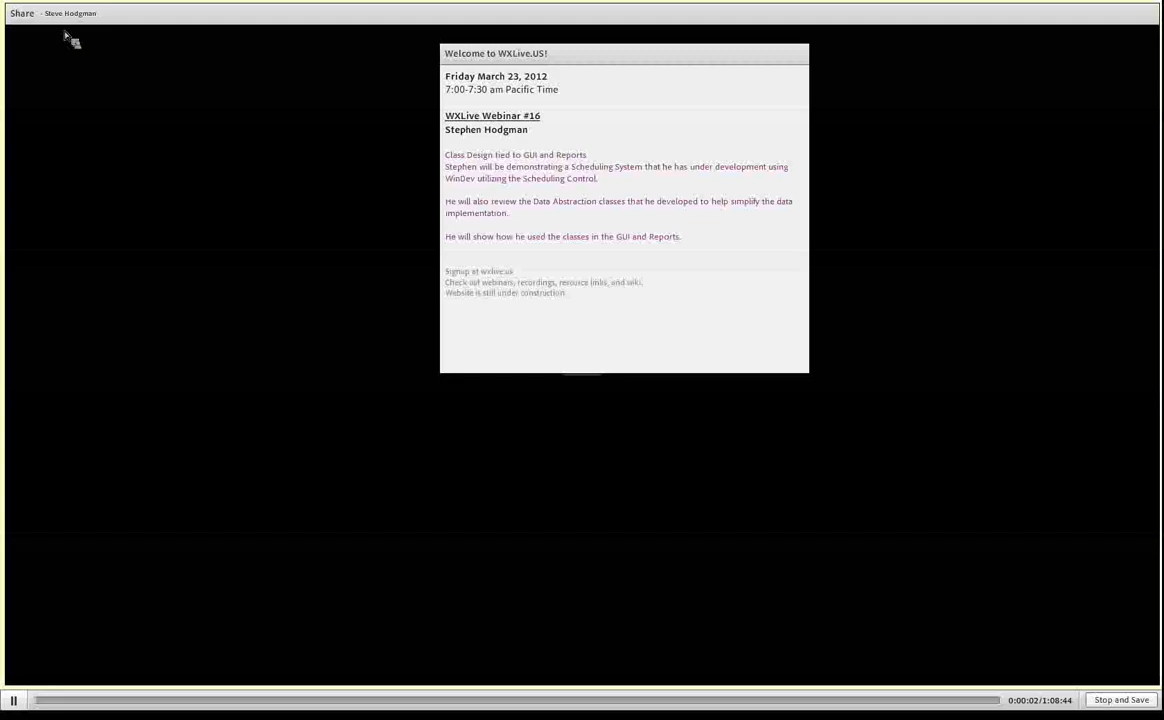 Share - Steve Hodgman
Welcome to WXLive.US!
Friday March 23, 2012
7:00-7:30 am Pacific Time
WXLive Webinar #16
Stephen Hodgman
Class Design tied to GUI and Reports
Stephen will be demonstrating a Scheduling System that he has under development using
WinDev utilizing the Scheduling Control.
He will also review the Data Abstraction classes that he developed to help simplify the data
implementation.
He will show how he used the classes in the GUI and Reports.
Signup at wxlive.us
Check out webinars, recordings, resource links, and wiki.
Website is still under construction
0:00:02/1:08:44
Stop and Save